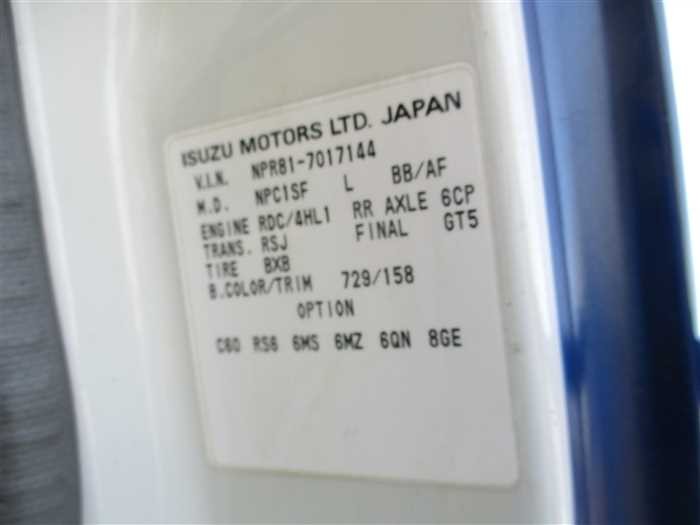 ISUZU MOTORS LTD. JAPAN
V.I.N. NPR81-7017144
M.D. NPC1SF L BB/AF
ENGINE RDC/4HL1 RR AXLE 6CP
TRANS. RSJ FINAL GT5
TIRE BXB
B.COLOR/TRIM 729/158
OPTION
C60 RS6 6MS 6MZ 6QN 8GE